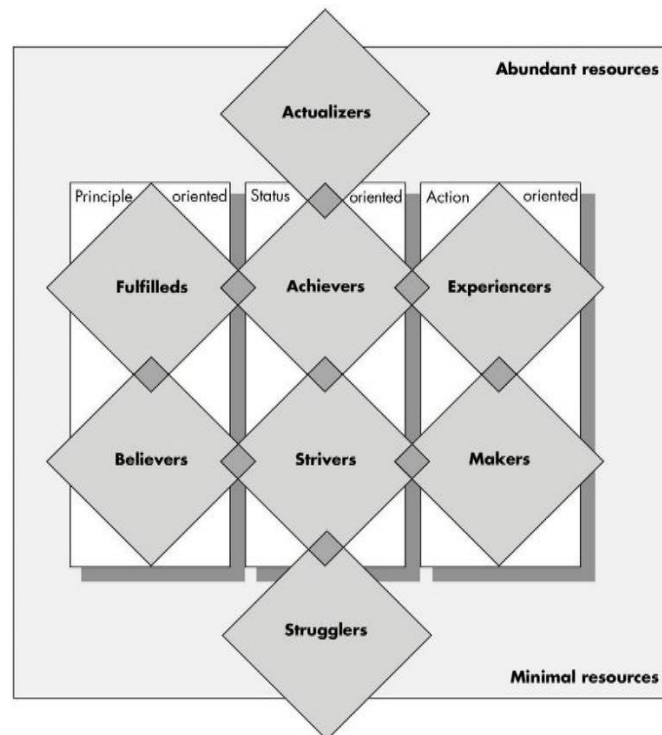 Abundant resources
Actualizers
Principle oriented
Status oriented
Action oriented
Fulfilleds
Achievers
Experiencers
Believers
Strivers
Makers
Strugglers
Minimal resources